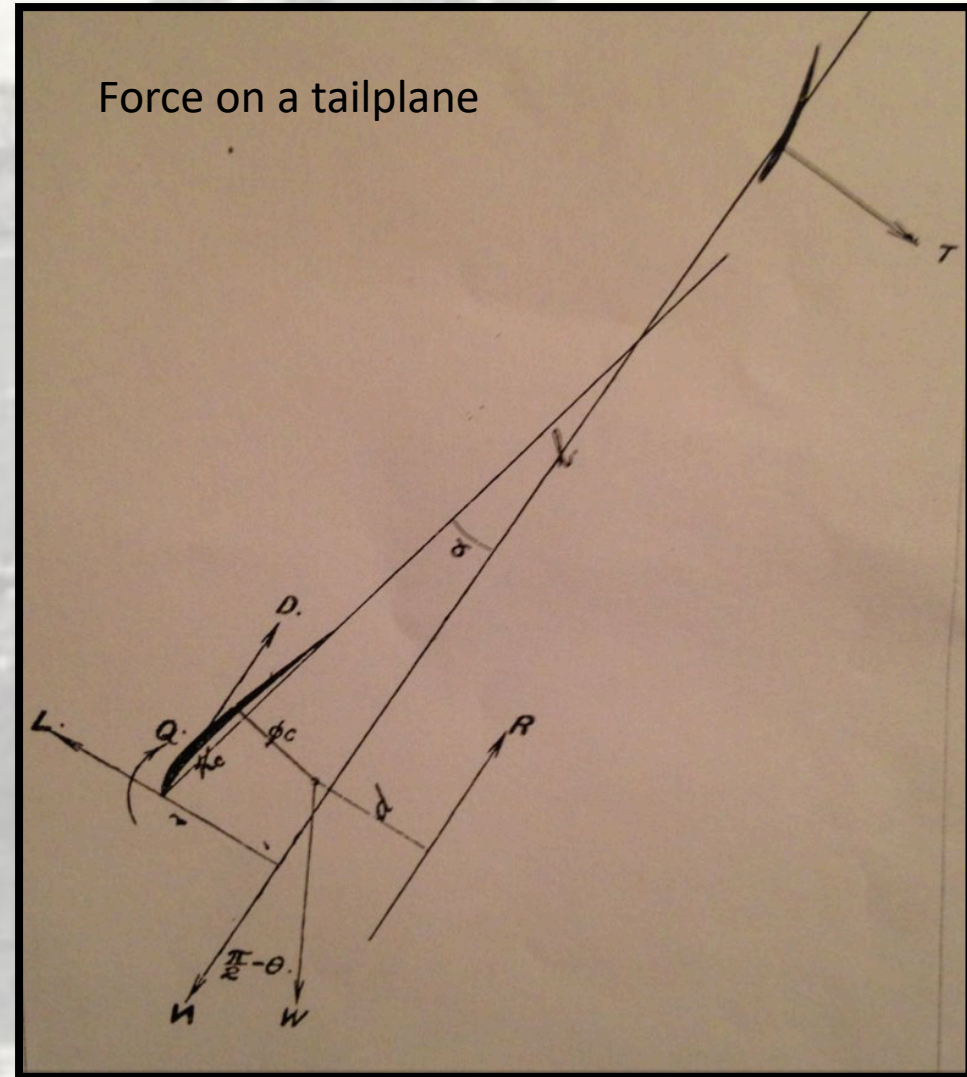 Force on a tailplane
T
γ
D.
L.
Q.
ϕc
R
d
π/2-θ.
W